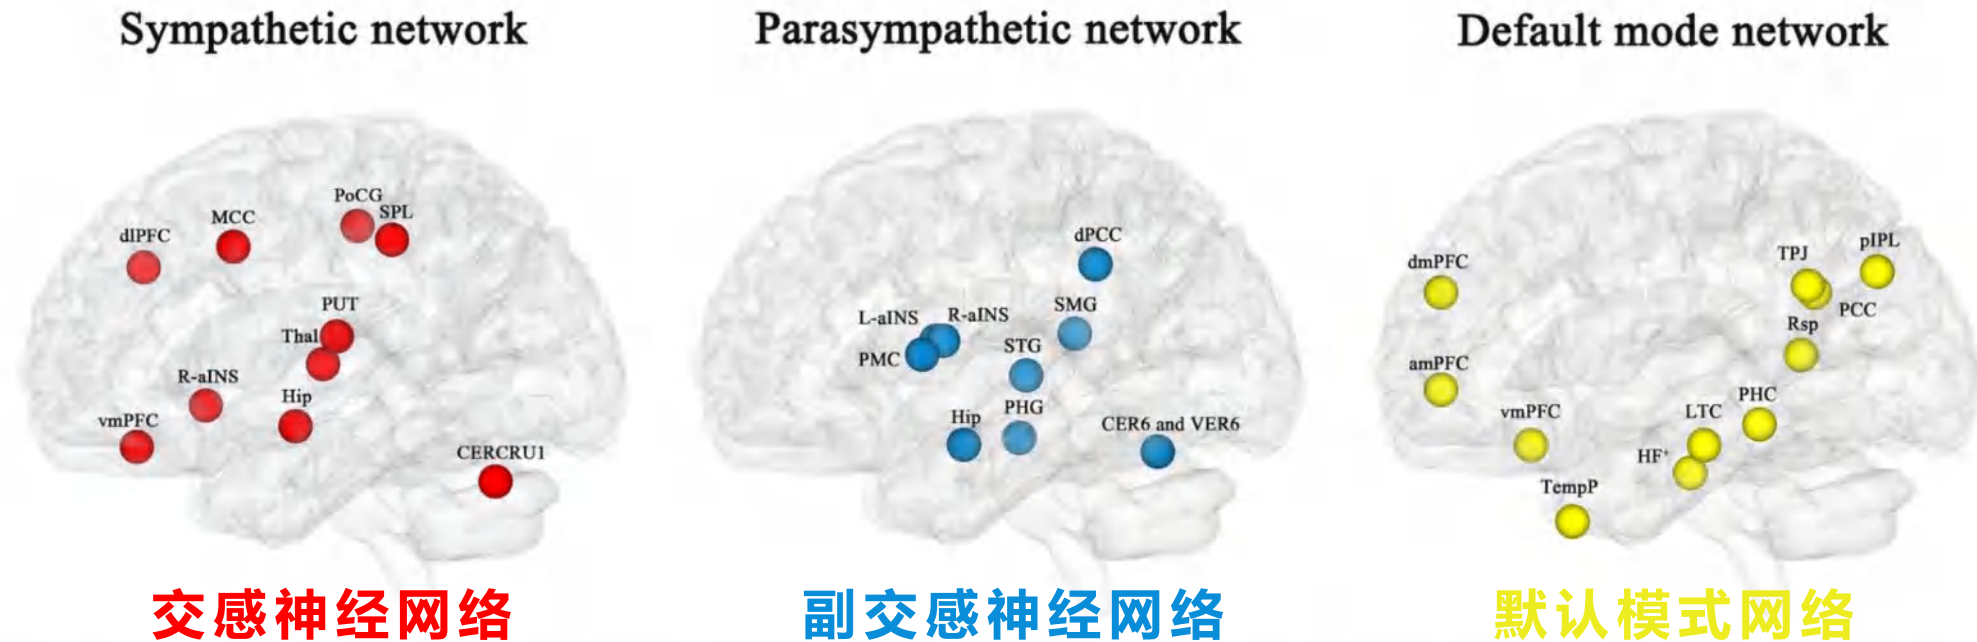 Sympathetic network
PoCG
SPL
MCC
dlPFC
PUT
Thal
R-aINS
Hip
vmPFC
CERCRU1
交感神经网络
Parasympathetic network
dPCC
SMG
L-aINS
R-aINS
PMC
STG
PHG
Hip
CER6 and VER6
副交感神经网络
Default mode network
pIPL
TPJ
dmPFC
PCC
Rsp
amPFC
PHC
vmPFC
LTC
HF+
TempP
默认模式网络